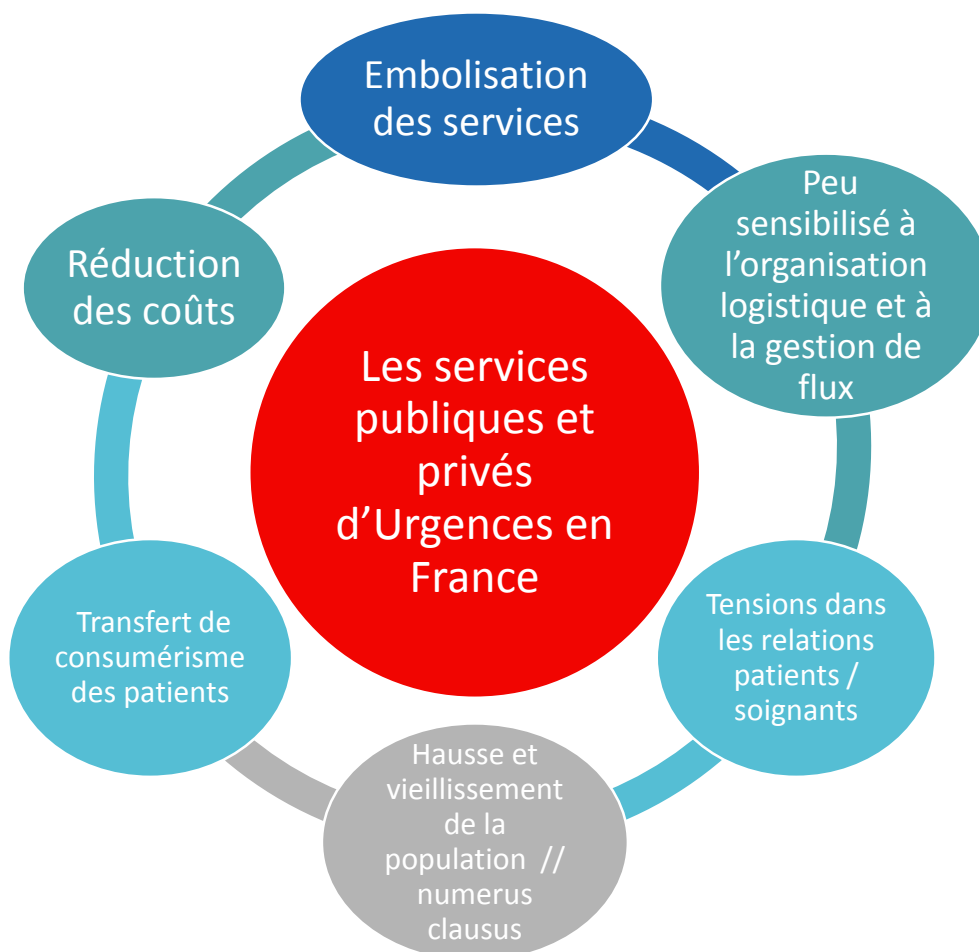 Embolisation
des services
Peu
sensibilisé à
l’organisation
logistique et à
la gestion de
flux
Réduction
des coûts
Les services
publiques et
privés
d’Urgences en
France
Transfert de
consumérisme
des patients
Tensions dans
les relations
patients /
soignants
Hausse et
vieillissement
de la
population //
numerus
clausus